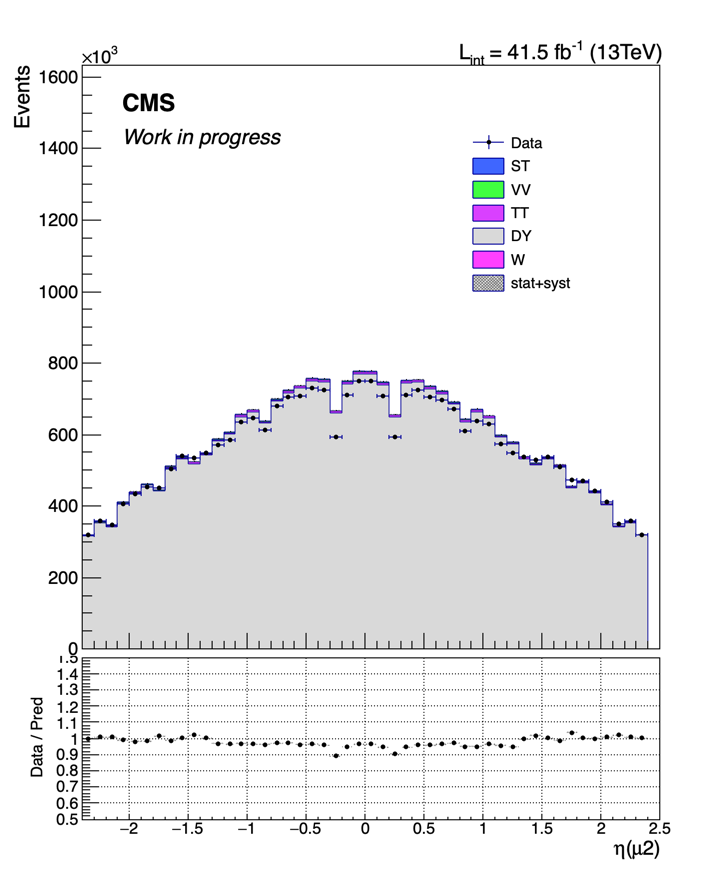 ×10³
L_int = 41.5 fb⁻¹ (13TeV)
Events
1600
1400
1200
1000
800
600
400
200
0
CMS
Work in progress
Data
ST
VV
TT
DY
W
stat+syst
Data / Pred
1.5
1.4
1.3
1.2
1.1
1
0.9
0.8
0.7
0.6
0.5
−2 −1.5 −1 −0.5 0 0.5 1 1.5 2 2.5
η(μ2)